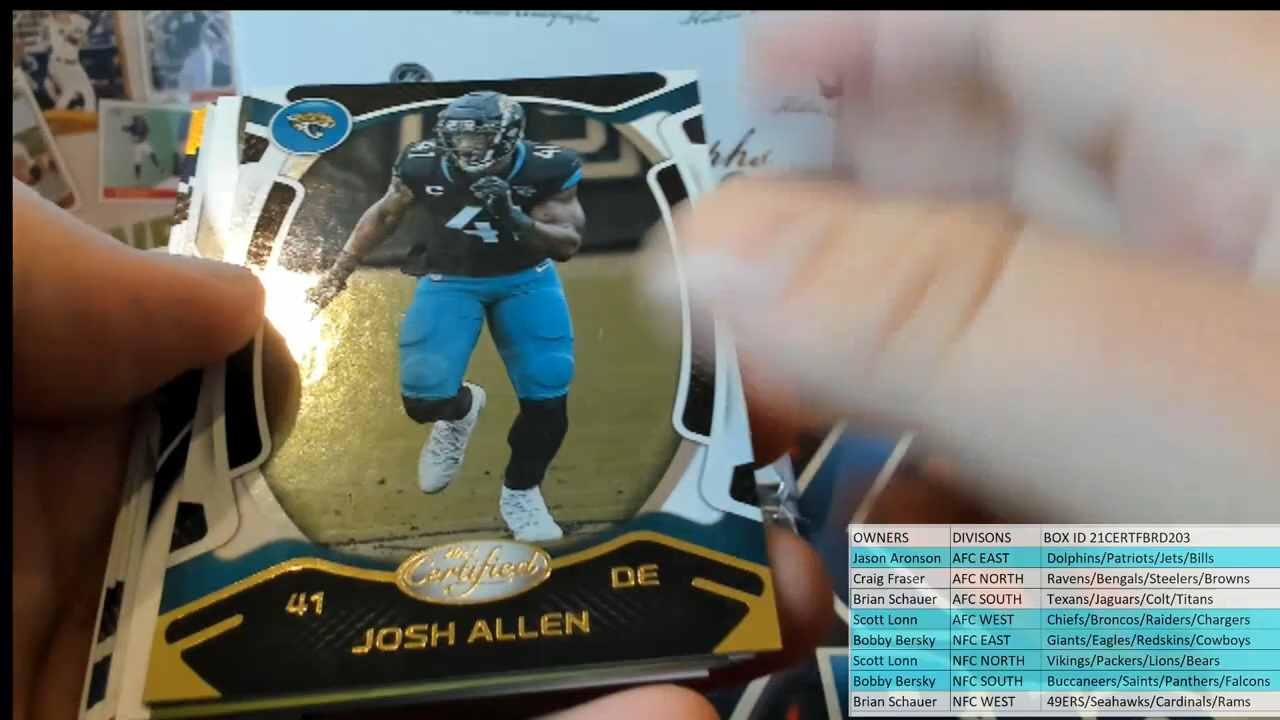 41
41
4
Certified
41
DE
JOSH ALLEN
OWNERS DIVISONS BOX ID 21CERTFBRD203
Jason Aronson AFC EAST Dolphins/Patriots/Jets/Bills
Craig Fraser AFC NORTH Ravens/Bengals/Steelers/Browns
Brian Schauer AFC SOUTH Texans/Jaguars/Colt/Titans
Scott Lonn AFC WEST Chiefs/Broncos/Raiders/Chargers
Bobby Bersky NFC EAST Giants/Eagles/Redskins/Cowboys
Scott Lonn NFC NORTH Vikings/Packers/Lions/Bears
Bobby Bersky NFC SOUTH Buccaneers/Saints/Panthers/Falcons
Brian Schauer NFC WEST 49ERS/Seahawks/Cardinals/Rams